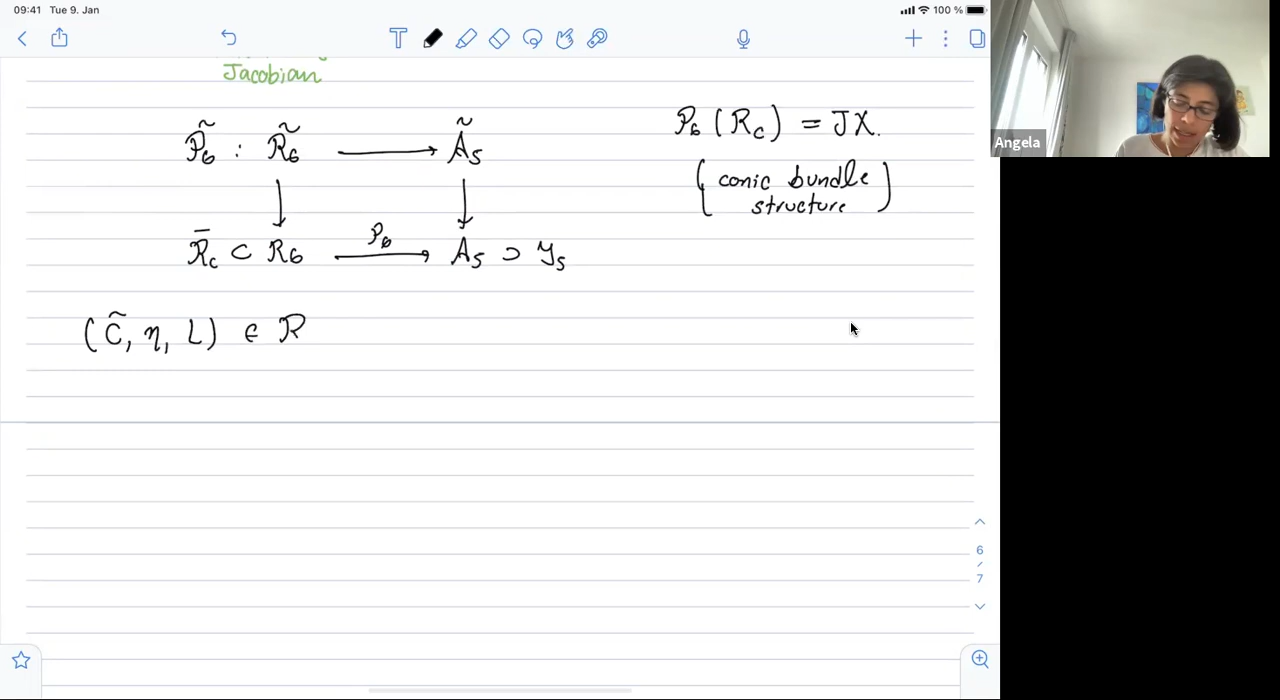 09:41 Tue 9. Jan
100 %
Jacobian
P̃₆ : R̃₆ ⟶ Ã₅
P₆(R_C) = JX.
(conic bundle
structure)
P₆
R̄_C ⊂ R₆ ⟶ A₅ ⊃ Y₅
(C̃, η, L) ∈ R
6
/
7
Angela